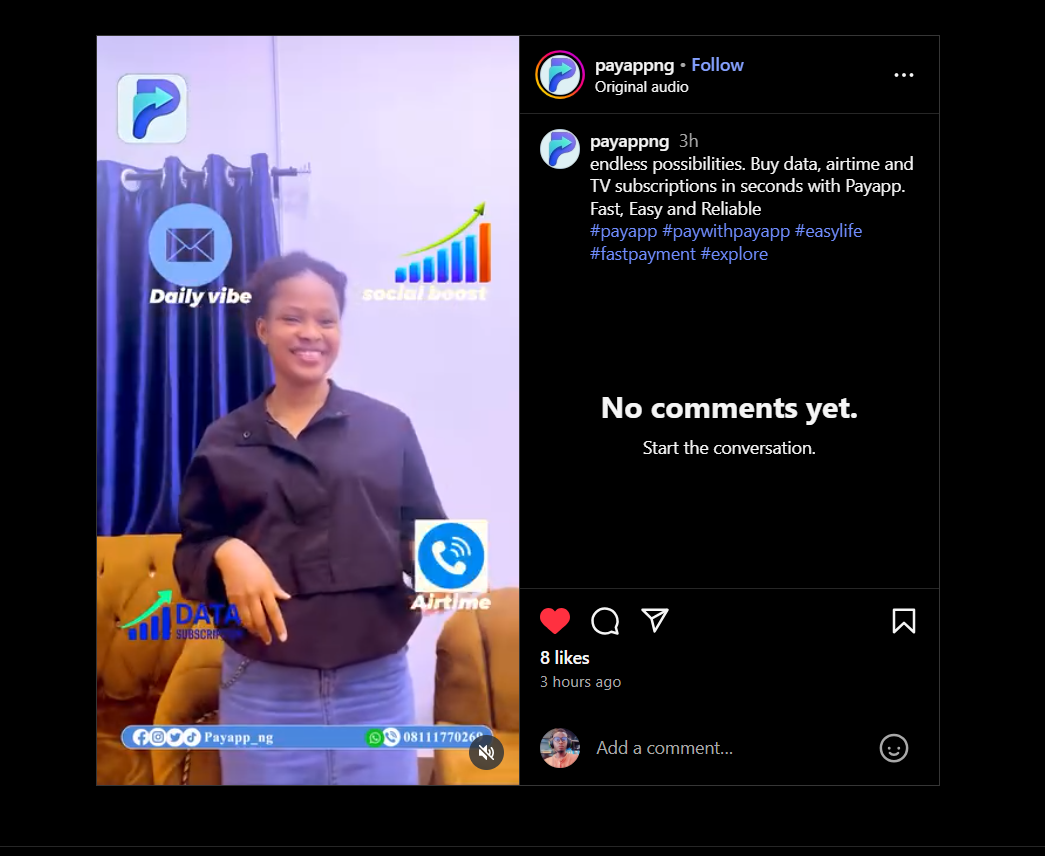 payappng • Follow
Original audio
payappng 3h
endless possibilities. Buy data, airtime and
TV subscriptions in seconds with Payapp.
Fast, Easy and Reliable
#payapp #paywithpayapp #easylife
#fastpayment #explore
Daily vibe
social boost
No comments yet.
Start the conversation.
Airtime
DATA
SUBSCRIPTION
8 likes
3 hours ago
Payapp_ng
Add a comment...